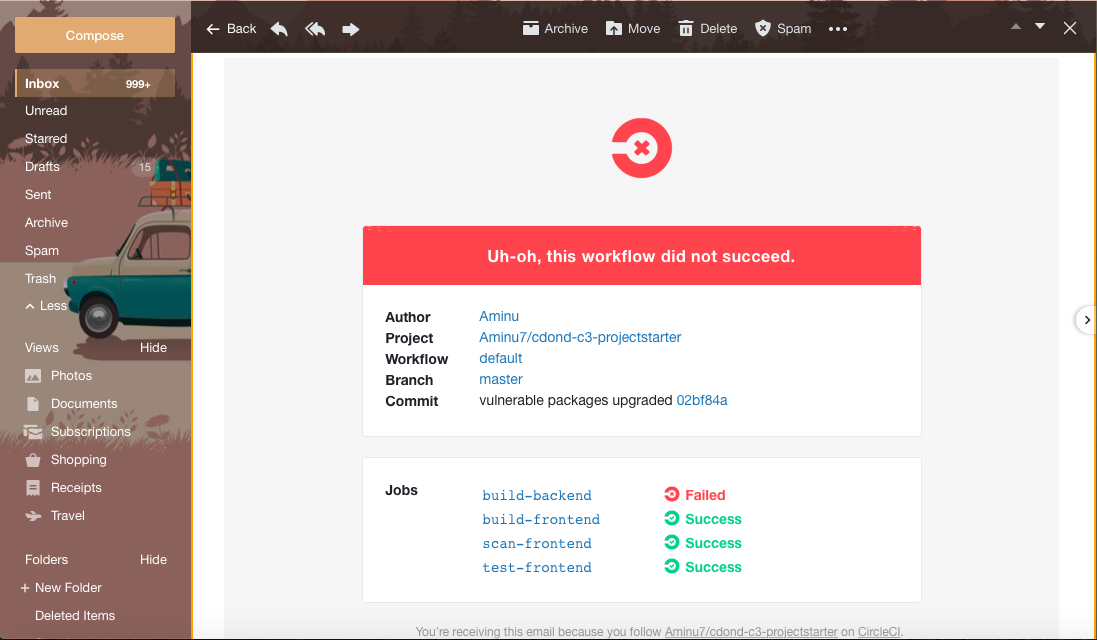 Compose
Back
Archive Move Delete Spam
Inbox 999+
Unread
Starred
Drafts 15
Sent
Archive
Spam
Trash
Less
Views Hide
Photos
Documents
Subscriptions
Shopping
Receipts
Travel
Folders Hide
+ New Folder
Deleted Items
Uh-oh, this workflow did not succeed.
Author Aminu
Project Aminu7/cdond-c3-projectstarter
Workflow default
Branch master
Commit vulnerable packages upgraded 02bf84a
Jobs
build-backend Failed
build-frontend Success
scan-frontend Success
test-frontend Success
You're receiving this email because you follow Aminu7/cdond-c3-projectstarter on CircleCI.